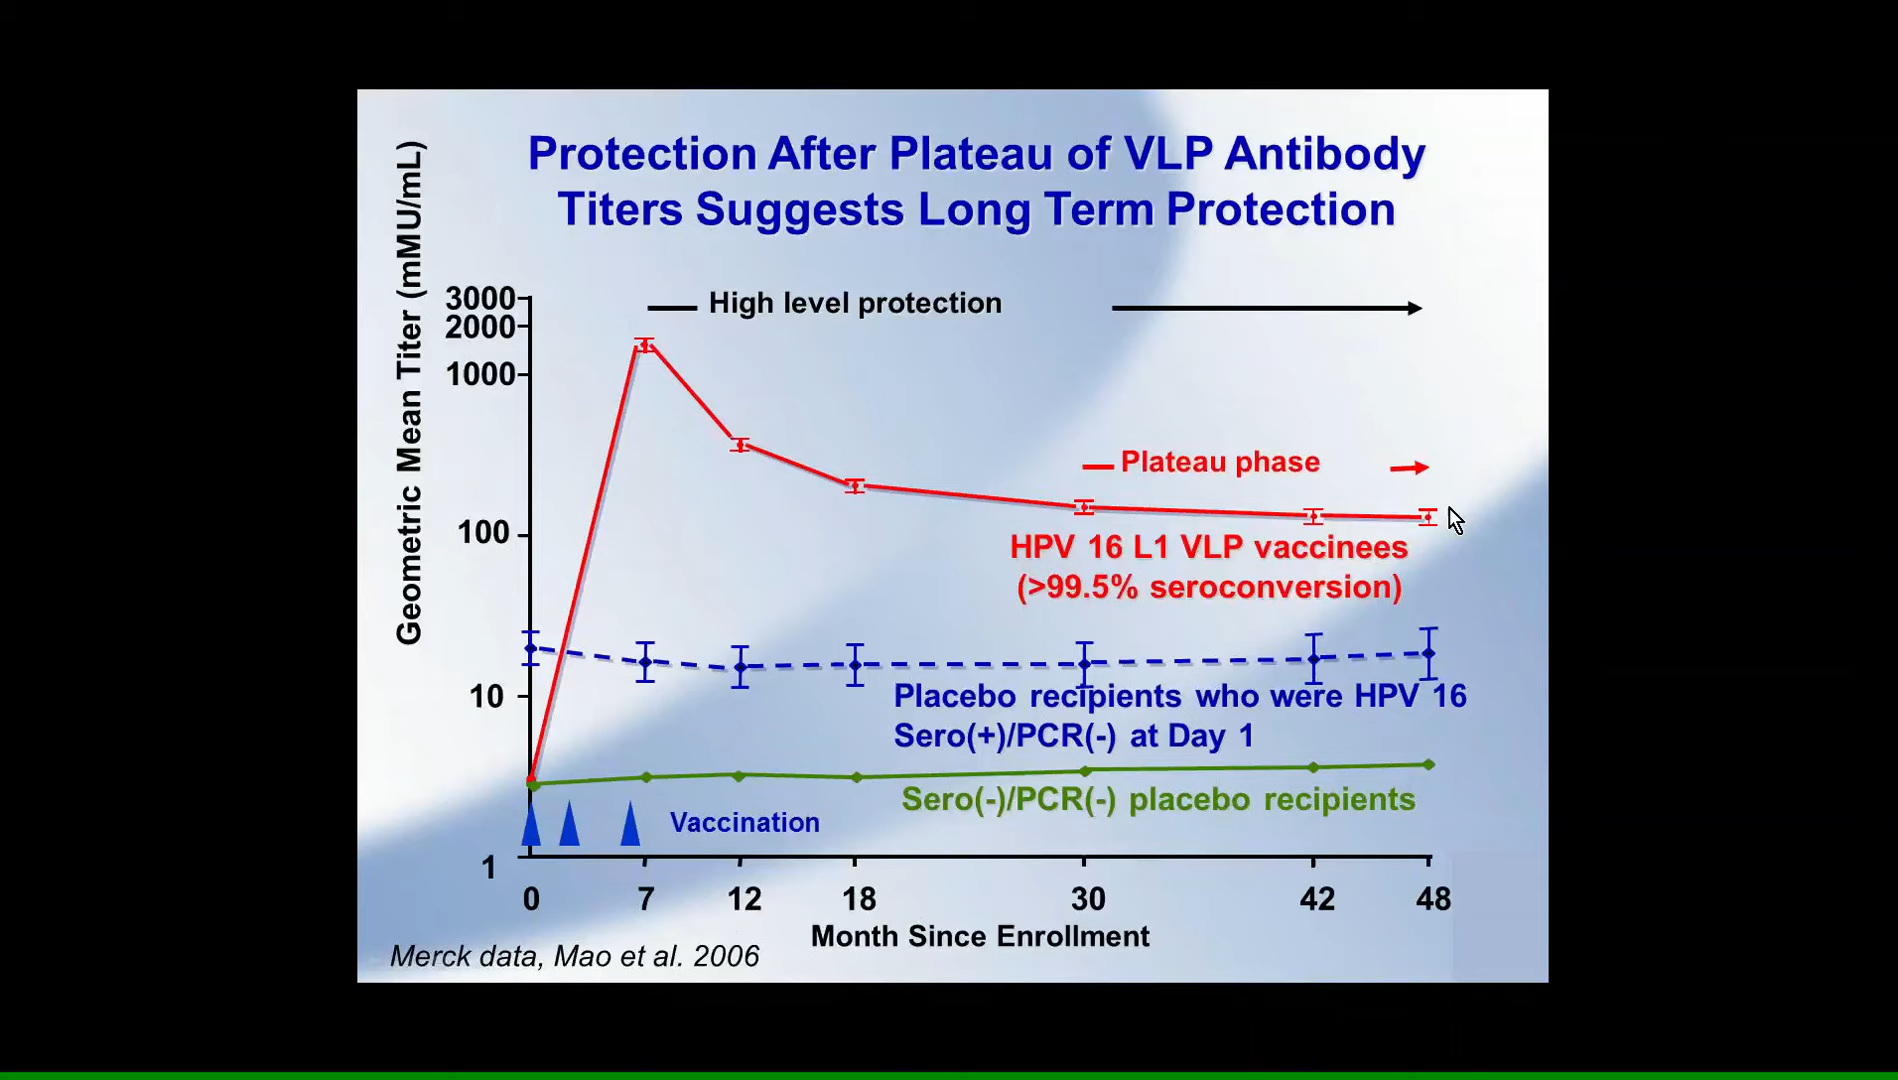 Protection After Plateau of VLP Antibody
Titers Suggests Long Term Protection
Geometric Mean Titer (mMU/mL)
3000
2000
1000
100
10
1
High level protection
Plateau phase
HPV 16 L1 VLP vaccinees
(>99.5% seroconversion)
Placebo recipients who were HPV 16
Sero(+)/PCR(-) at Day 1
Sero(-)/PCR(-) placebo recipients
Vaccination
0 7 12 18 30 42 48
Month Since Enrollment
Merck data, Mao et al. 2006